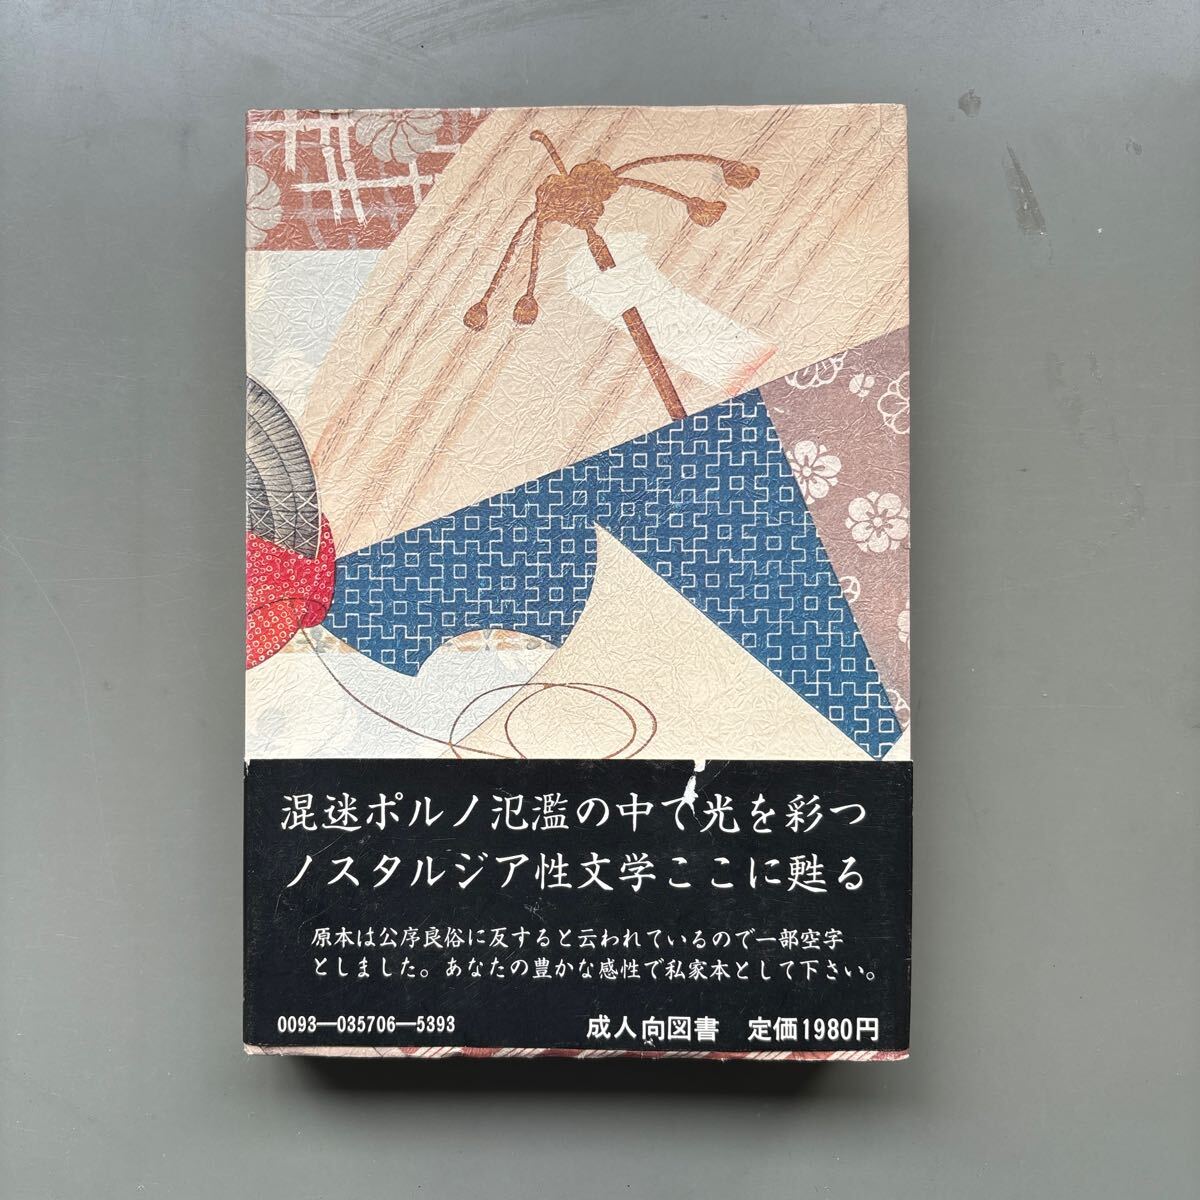 混迷ポルノ氾濫の中で光を彩つ
ノスタルジア性文学ここに甦る
原本は公序良俗に反すると云われているので一部空字
としました。あなたの豊かな感性で私家本として下さい。
0093―035706―5393
成人向図書 定価1980円